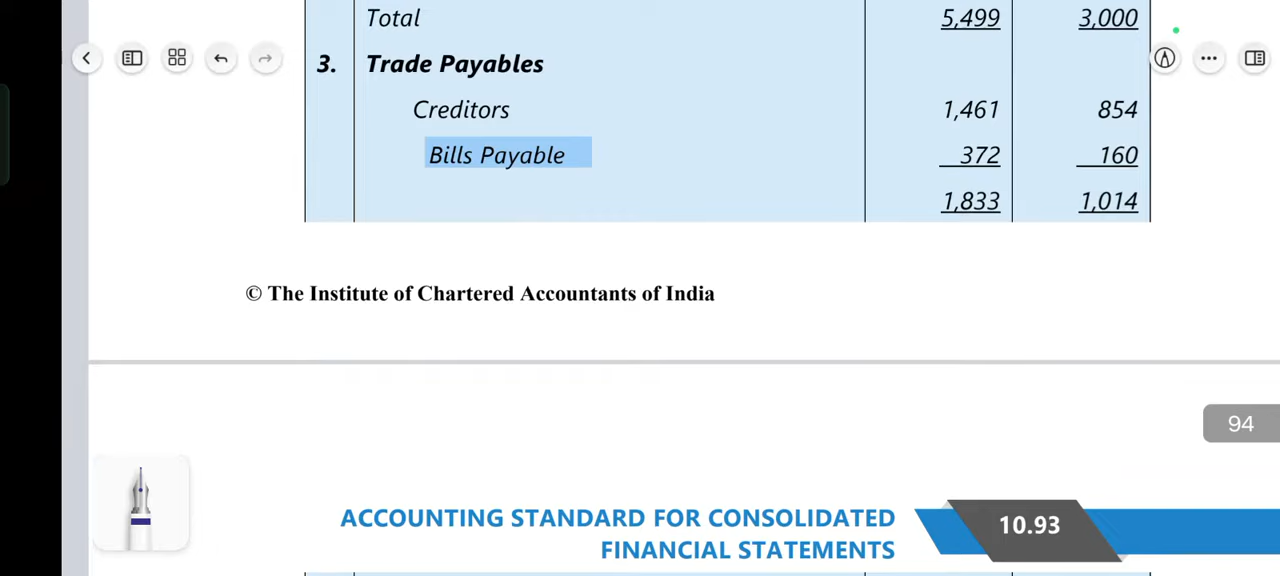 Total 5,499 3,000
3. Trade Payables
Creditors 1,461 854
Bills Payable 372 160
1,833 1,014
© The Institute of Chartered Accountants of India
94
ACCOUNTING STANDARD FOR CONSOLIDATED
FINANCIAL STATEMENTS
10.93